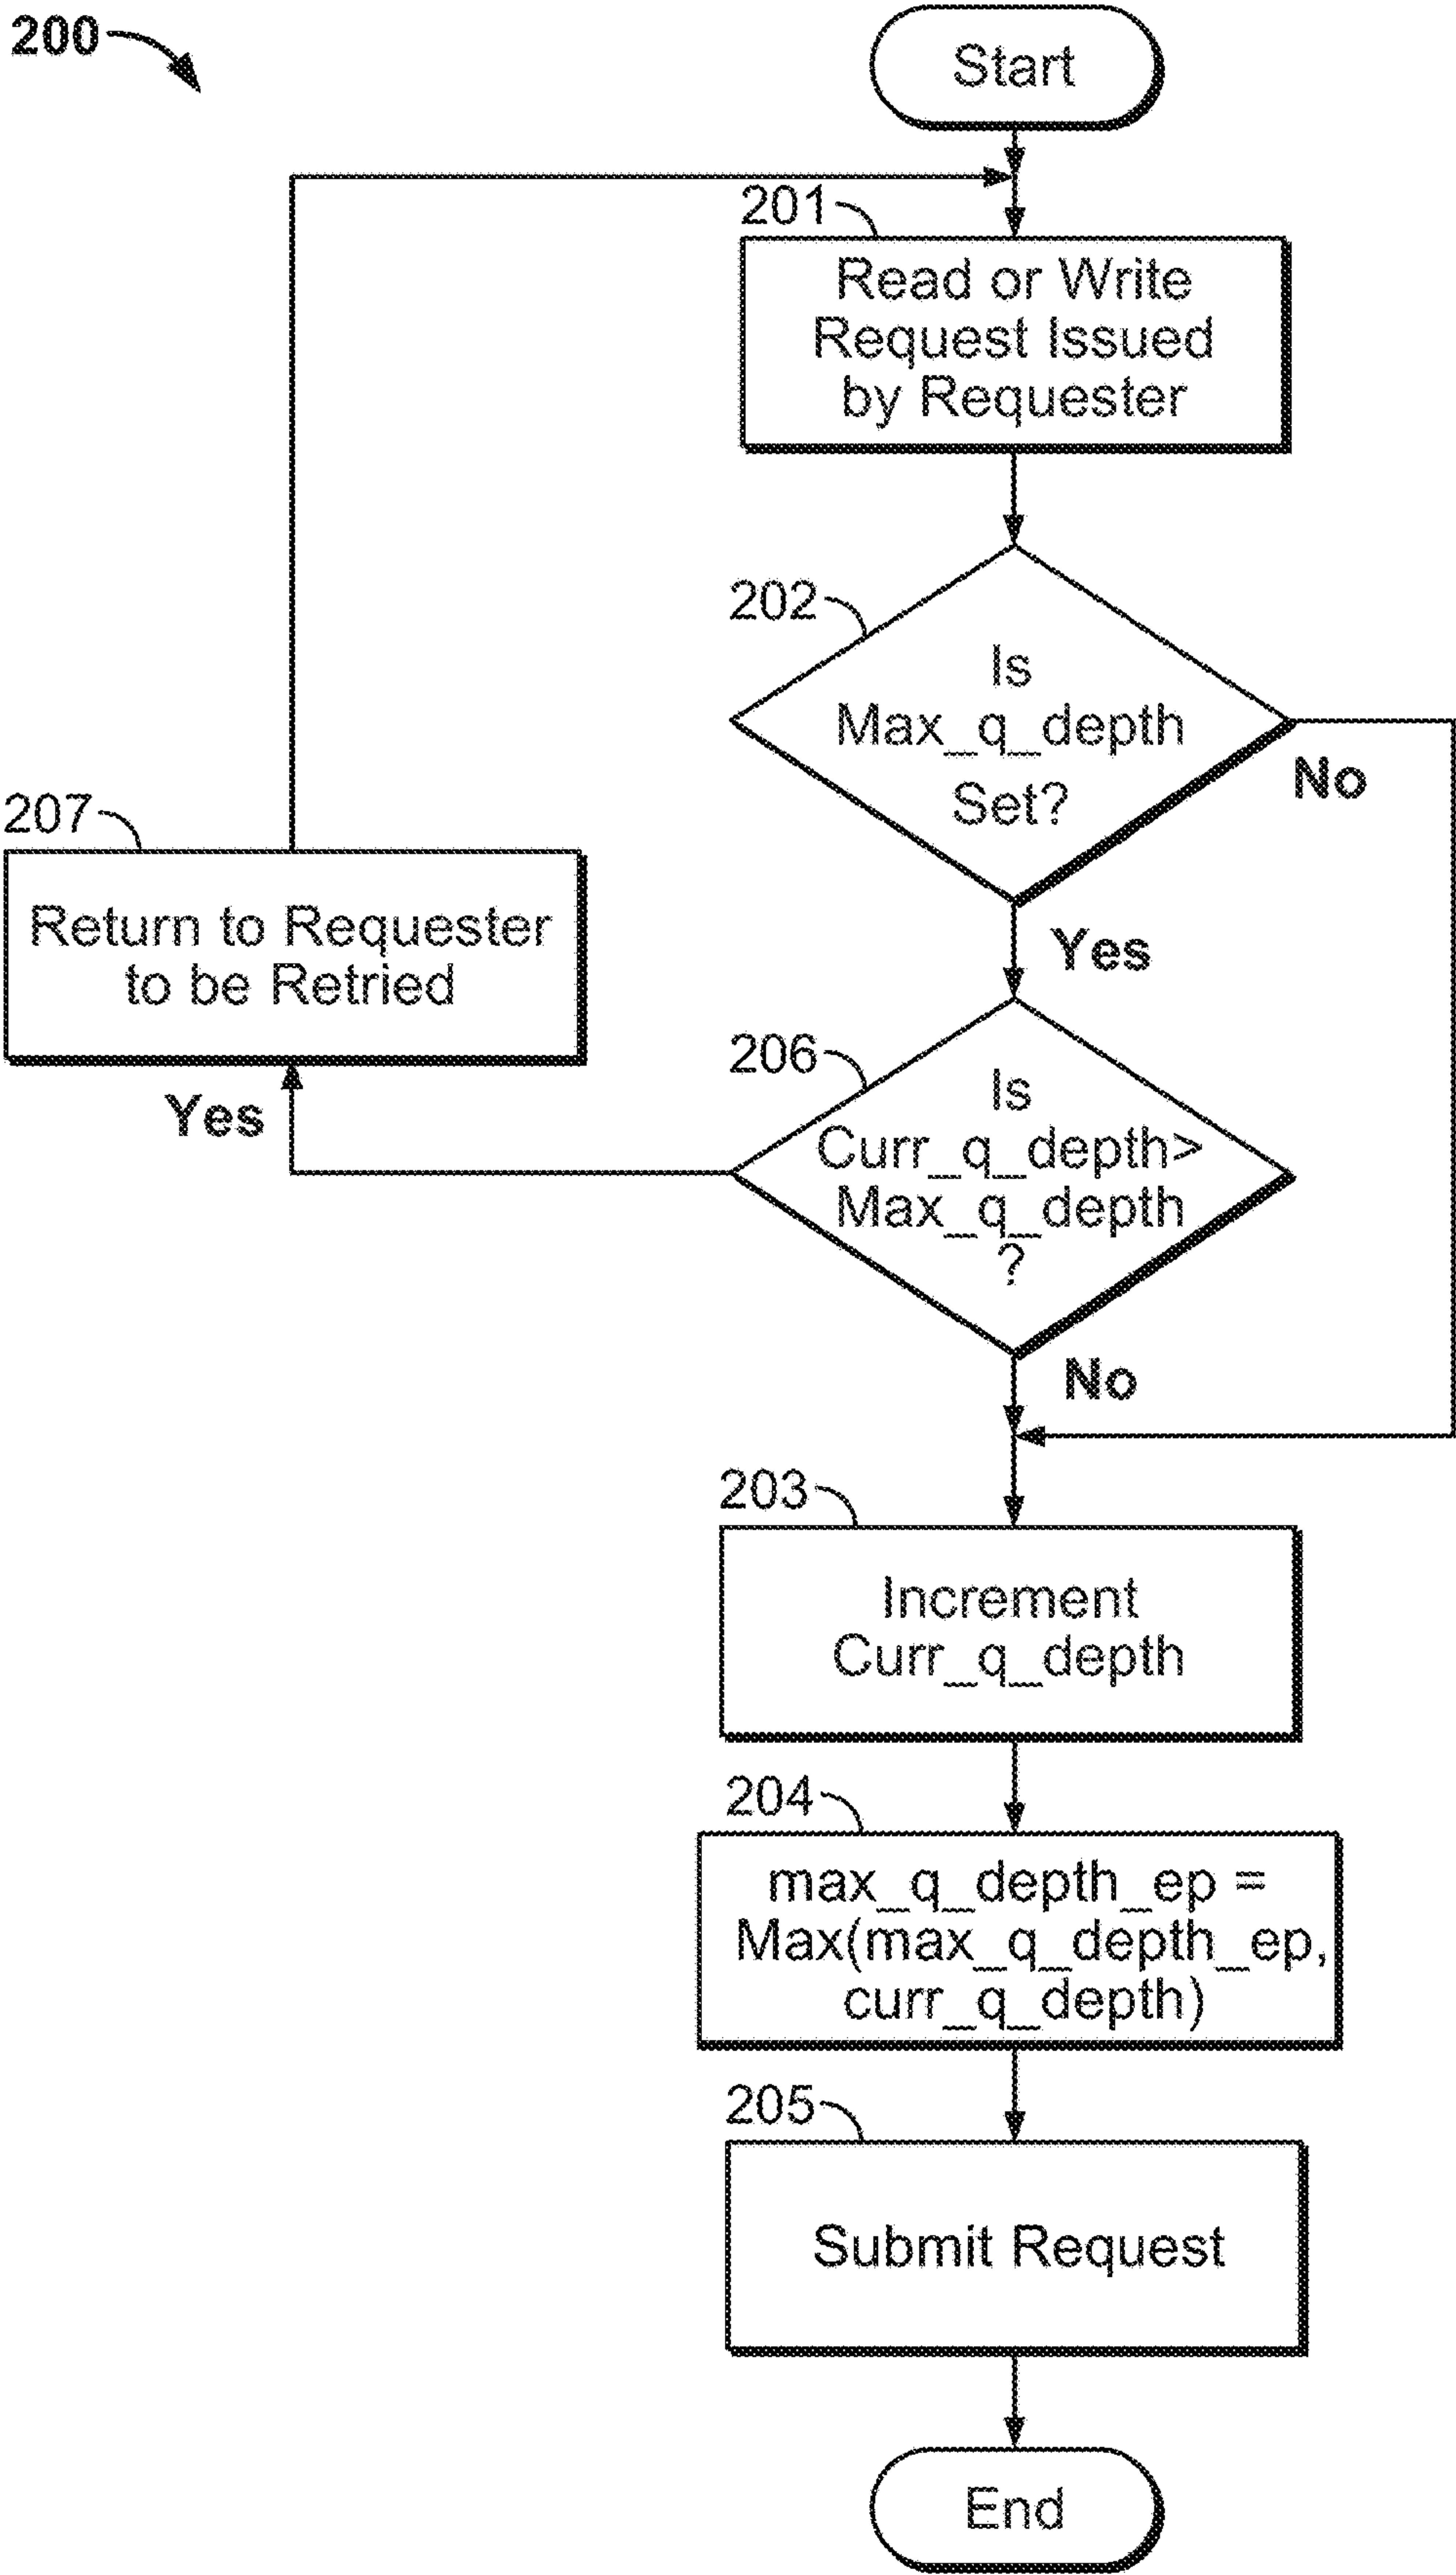 200
Start
201
Read or Write
Request Issued
by Requester
202
Is
Max_q_depth
Set?
No
207
Return to Requester
to be Retried
Yes
206
Is
Curr_q_depth>
Max_q_depth
?
Yes
No
203
Increment
Curr_q_depth
204
max_q_depth_ep =
Max(max_q_depth_ep,
curr_q_depth)
205
Submit Request
End